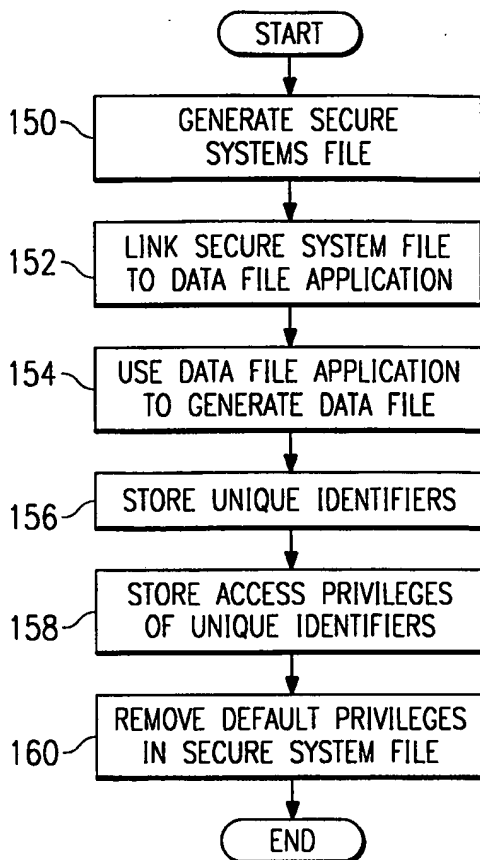 START
150
GENERATE SECURE
SYSTEMS FILE
152
LINK SECURE SYSTEM FILE
TO DATA FILE APPLICATION
154
USE DATA FILE APPLICATION
TO GENERATE DATA FILE
156
STORE UNIQUE IDENTIFIERS
158
STORE ACCESS PRIVILEGES
OF UNIQUE IDENTIFIERS
160
REMOVE DEFAULT PRIVILEGES
IN SECURE SYSTEM FILE
END